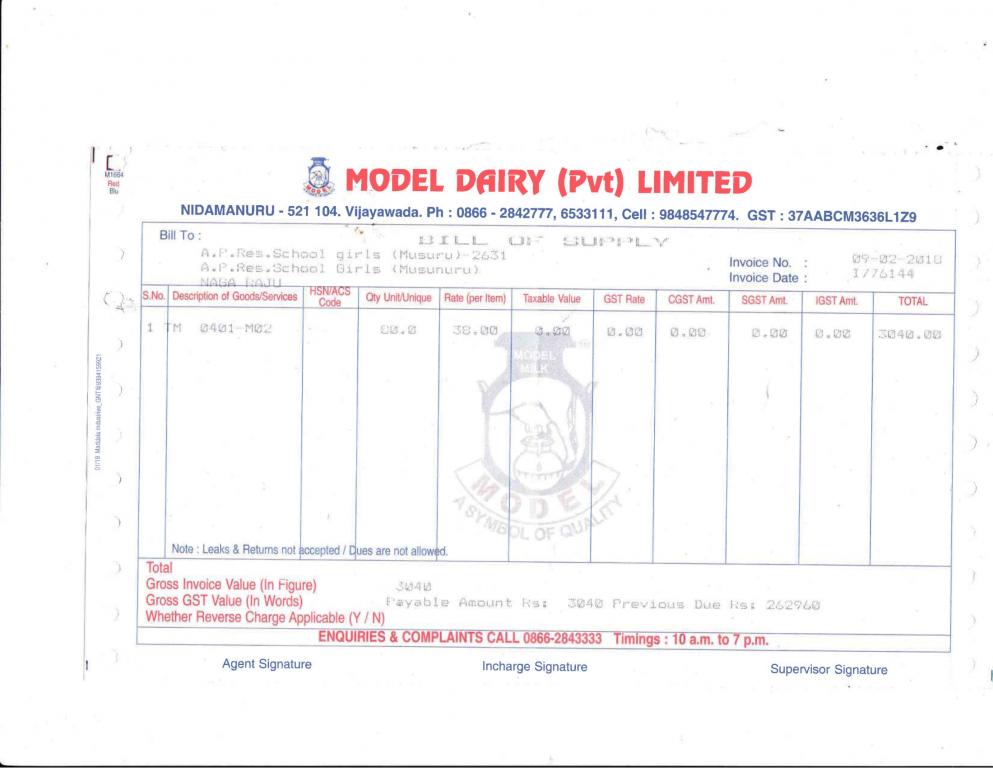 M1664
Red
Blu
MODEL DAIRY (Pvt) LIMITED
NIDAMANURU - 521 104. Vijayawada. Ph : 0866 - 2842777, 6533111, Cell : 9848547774. GST : 37AABCM3636L1Z9
Bill To :
BILL OF SUPPLY
A.P.Res.School girls (Musuru)-2631
A.P.Res.School Girls (Musunuru)
NAGA RAJU
Invoice No. : 09-02-2018
Invoice Date : I776144
S.No. Description of Goods/Services HSN/ACS Code Qty Unit/Unique Rate (per Item) Taxable Value GST Rate CGST Amt. SGST Amt. IGST Amt. TOTAL
1 TM 0401-M02 80.0 38.00 0.00 0.00 0.00 0.00 0.00 3040.00
MODEL
MILK
MODEL
A SYMBOL OF QUALITY
Note : Leaks & Returns not accepted / Dues are not allowed.
Total
Gross Invoice Value (In Figure) 3040
Gross GST Value (In Words) Payable Amount Rs: 3040 Previous Due Rs: 262960
Whether Reverse Charge Applicable (Y / N)
ENQUIRIES & COMPLAINTS CALL 0866-2843333 Timings : 10 a.m. to 7 p.m.
Agent Signature Incharge Signature Supervisor Signature